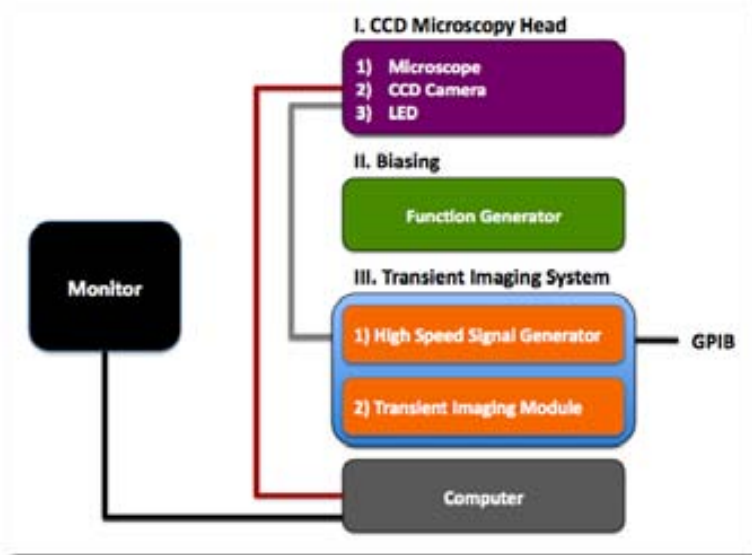 I. CCD Microscopy Head
1) Microscope
2) CCD Camera
3) LED
II. Biasing
Function Generator
Monitor
III. Transient Imaging System
1) High Speed Signal Generator
GPIB
2) Transient Imaging Module
Computer